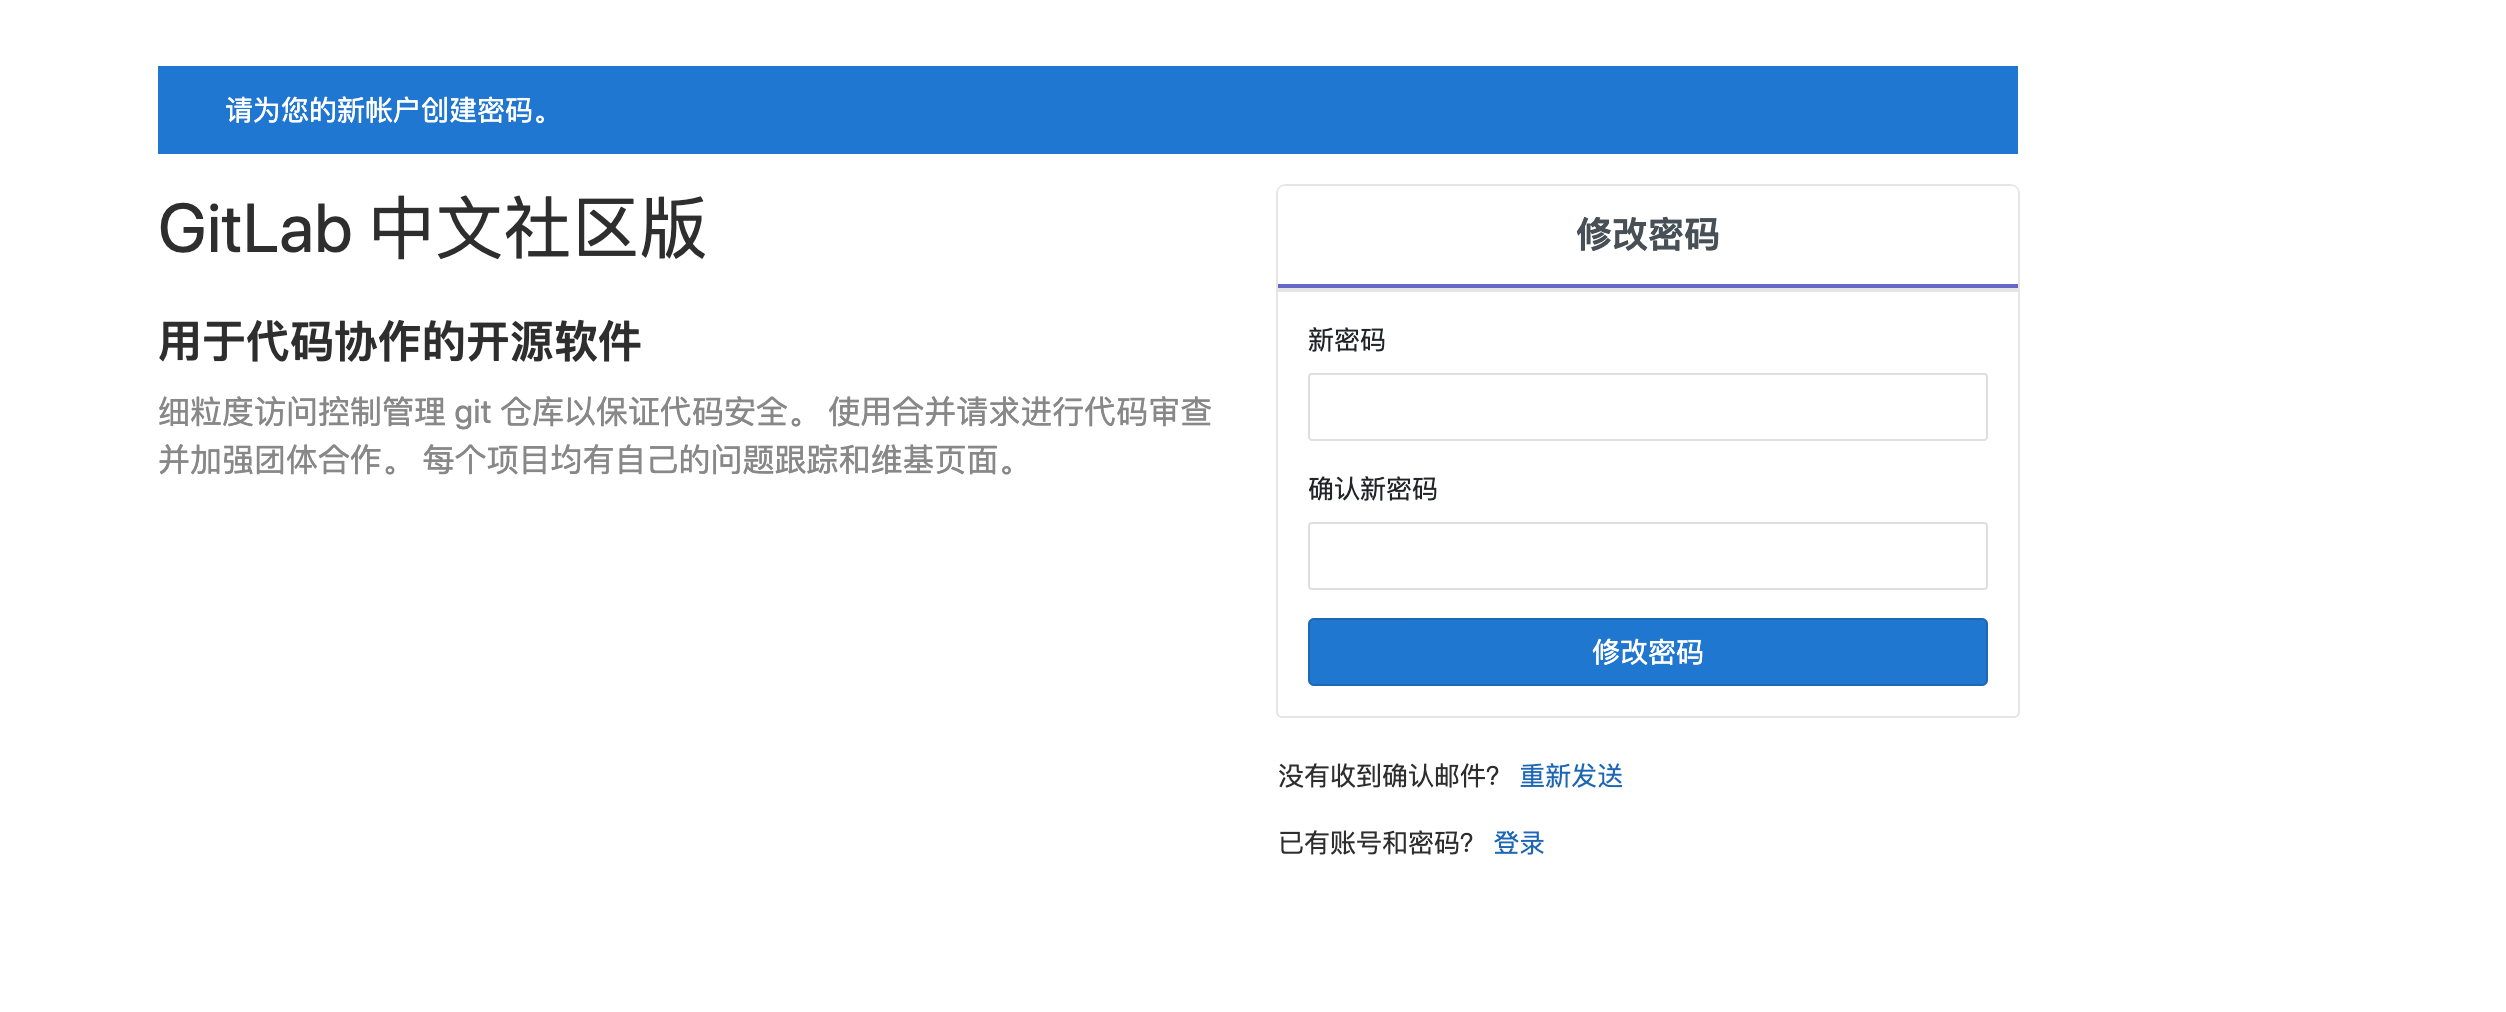 请为您的新帐户创建密码。
GitLab 中文社区版
用于代码协作的开源软件
细粒度访问控制管理 git 仓库以保证代码安全。 使用合并请求进行代码审查
并加强团体合作。 每个项目均有自己的问题跟踪和维基页面。
修改密码
新密码
确认新密码
修改密码
没有收到确认邮件？ 重新发送
已有账号和密码？ 登录